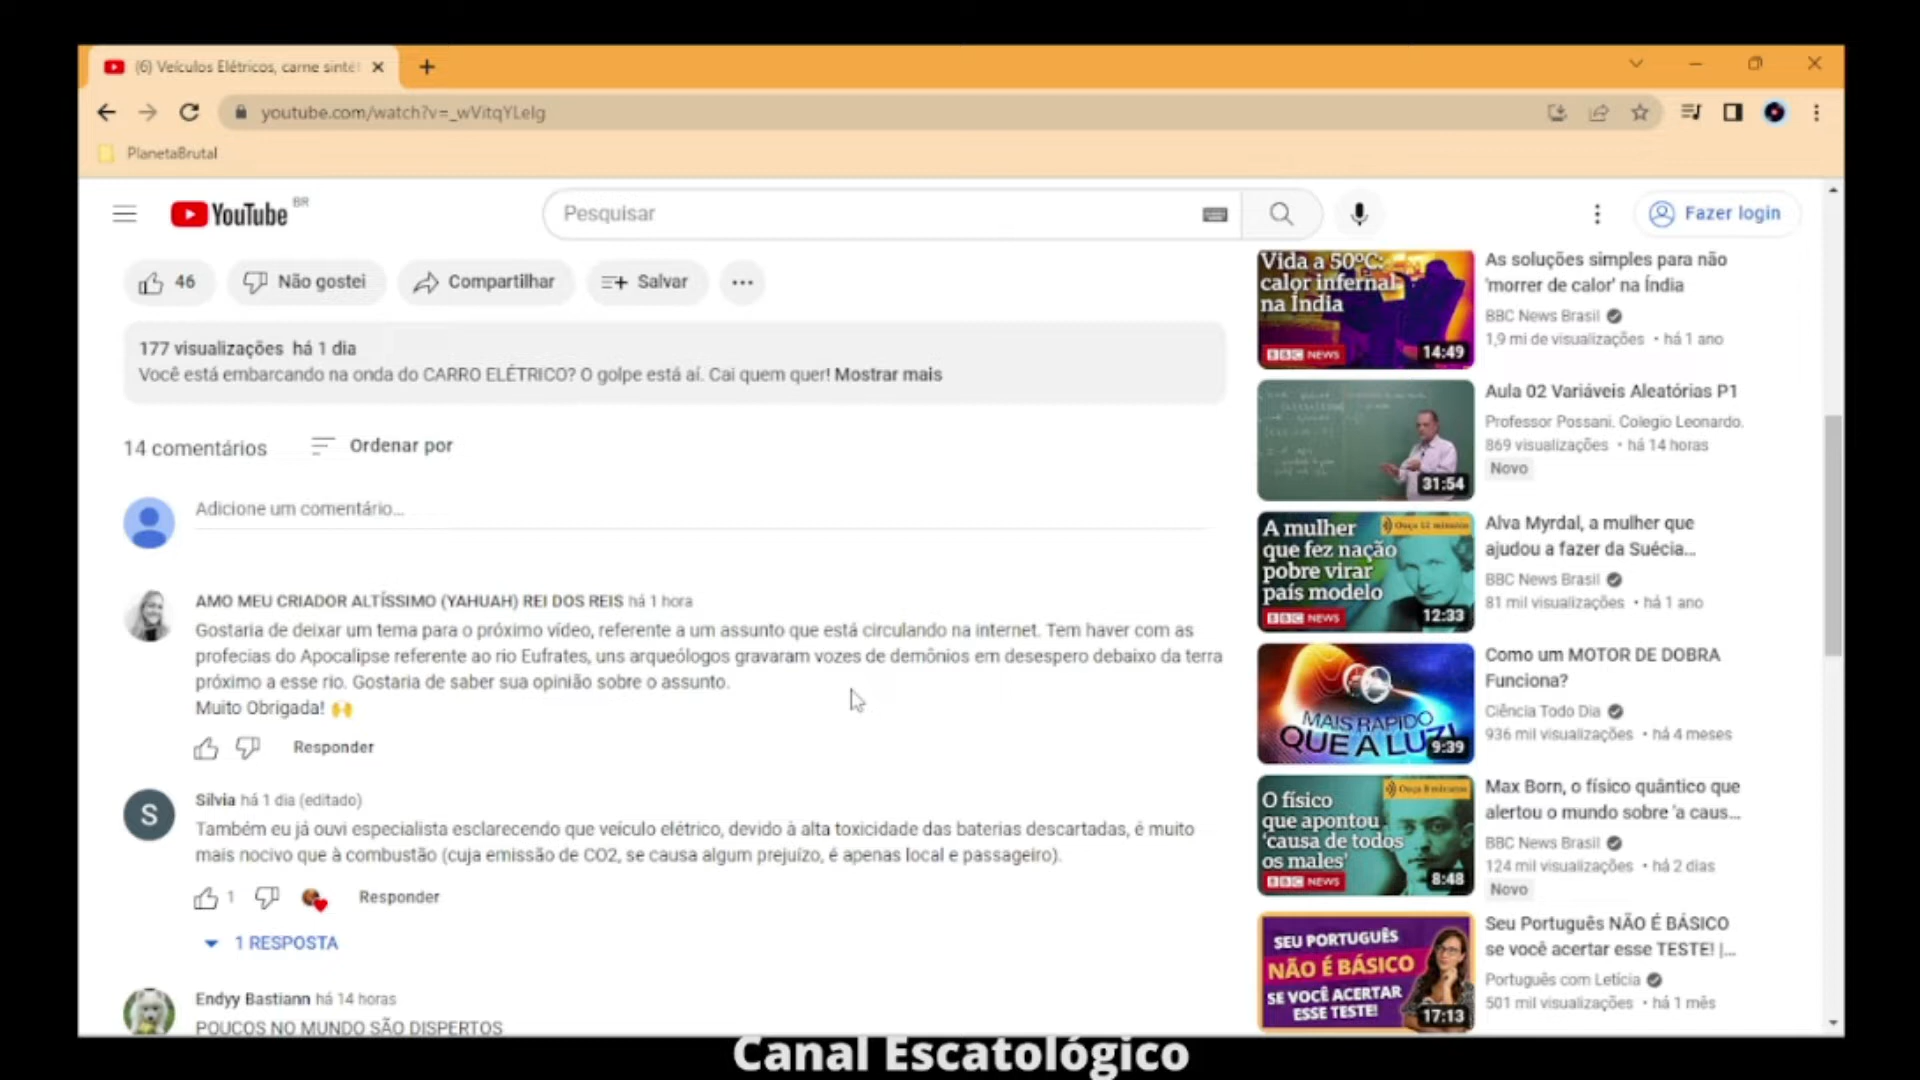 (6) Veículos Elétricos, carne sinté
youtube.com/watch?v=_wVitqYLeIg
PlanetaBrutal
YouTube BR
Pesquisar
Fazer login
46
Não gostei
Compartilhar
Salvar
177 visualizações há 1 dia
Você está embarcando na onda do CARRO ELÉTRICO? O golpe está aí. Cai quem quer! Mostrar mais
14 comentários
Ordenar por
Adicione um comentário...
AMO MEU CRIADOR ALTÍSSIMO (YAHUAH) REI DOS REIS há 1 hora
Gostaria de deixar um tema para o próximo vídeo, referente a um assunto que está circulando na internet. Tem haver com as
profecias do Apocalipse referente ao rio Eufrates, uns arqueólogos gravaram vozes de demônios em desespero debaixo da terra
próximo a esse rio. Gostaria de saber sua opinião sobre o assunto.
Muito Obrigada! 🙌
Responder
S
Silvia há 1 dia (editado)
Também eu já ouvi especialista esclarecendo que veículo elétrico, devido à alta toxicidade das baterias descartadas, é muito
mais nocivo que à combustão (cuja emissão de CO2, se causa algum prejuízo, é apenas local e passageiro).
1
Responder
1 RESPOSTA
Endyy Bastiann há 14 horas
POUCOS NO MUNDO SÃO DISPERTOS
Vida a 50ºC:
calor infernal
na Índia
BBC NEWS
14:49
As soluções simples para não
'morrer de calor' na Índia
BBC News Brasil
1,9 mi de visualizações • há 1 ano
31:54
Aula 02 Variáveis Aleatórias P1
Professor Possani. Colegio Leonardo.
869 visualizações • há 14 horas
Novo
A mulher
que fez nação
pobre virar
país modelo
Ouça 12 minutos
BBC NEWS
12:33
Alva Myrdal, a mulher que
ajudou a fazer da Suécia...
BBC News Brasil
81 mil visualizações • há 1 ano
MAIS RÁPIDO
QUE A LUZ!
9:39
Como um MOTOR DE DOBRA
Funciona?
Ciência Todo Dia
936 mil visualizações • há 4 meses
O físico
que apontou
'causa de todos
os males'
Ouça 8 minutos
BBC NEWS
8:48
Max Born, o físico quântico que
alertou o mundo sobre 'a caus...
BBC News Brasil
124 mil visualizações • há 2 dias
Novo
SEU PORTUGUÊS
NÃO É BÁSICO
SE VOCÊ ACERTAR
ESSE TESTE!
17:13
Seu Português NÃO É BÁSICO
se você acertar esse TESTE! |...
Português com Letícia
501 mil visualizações • há 1 mês
Canal Escatológico